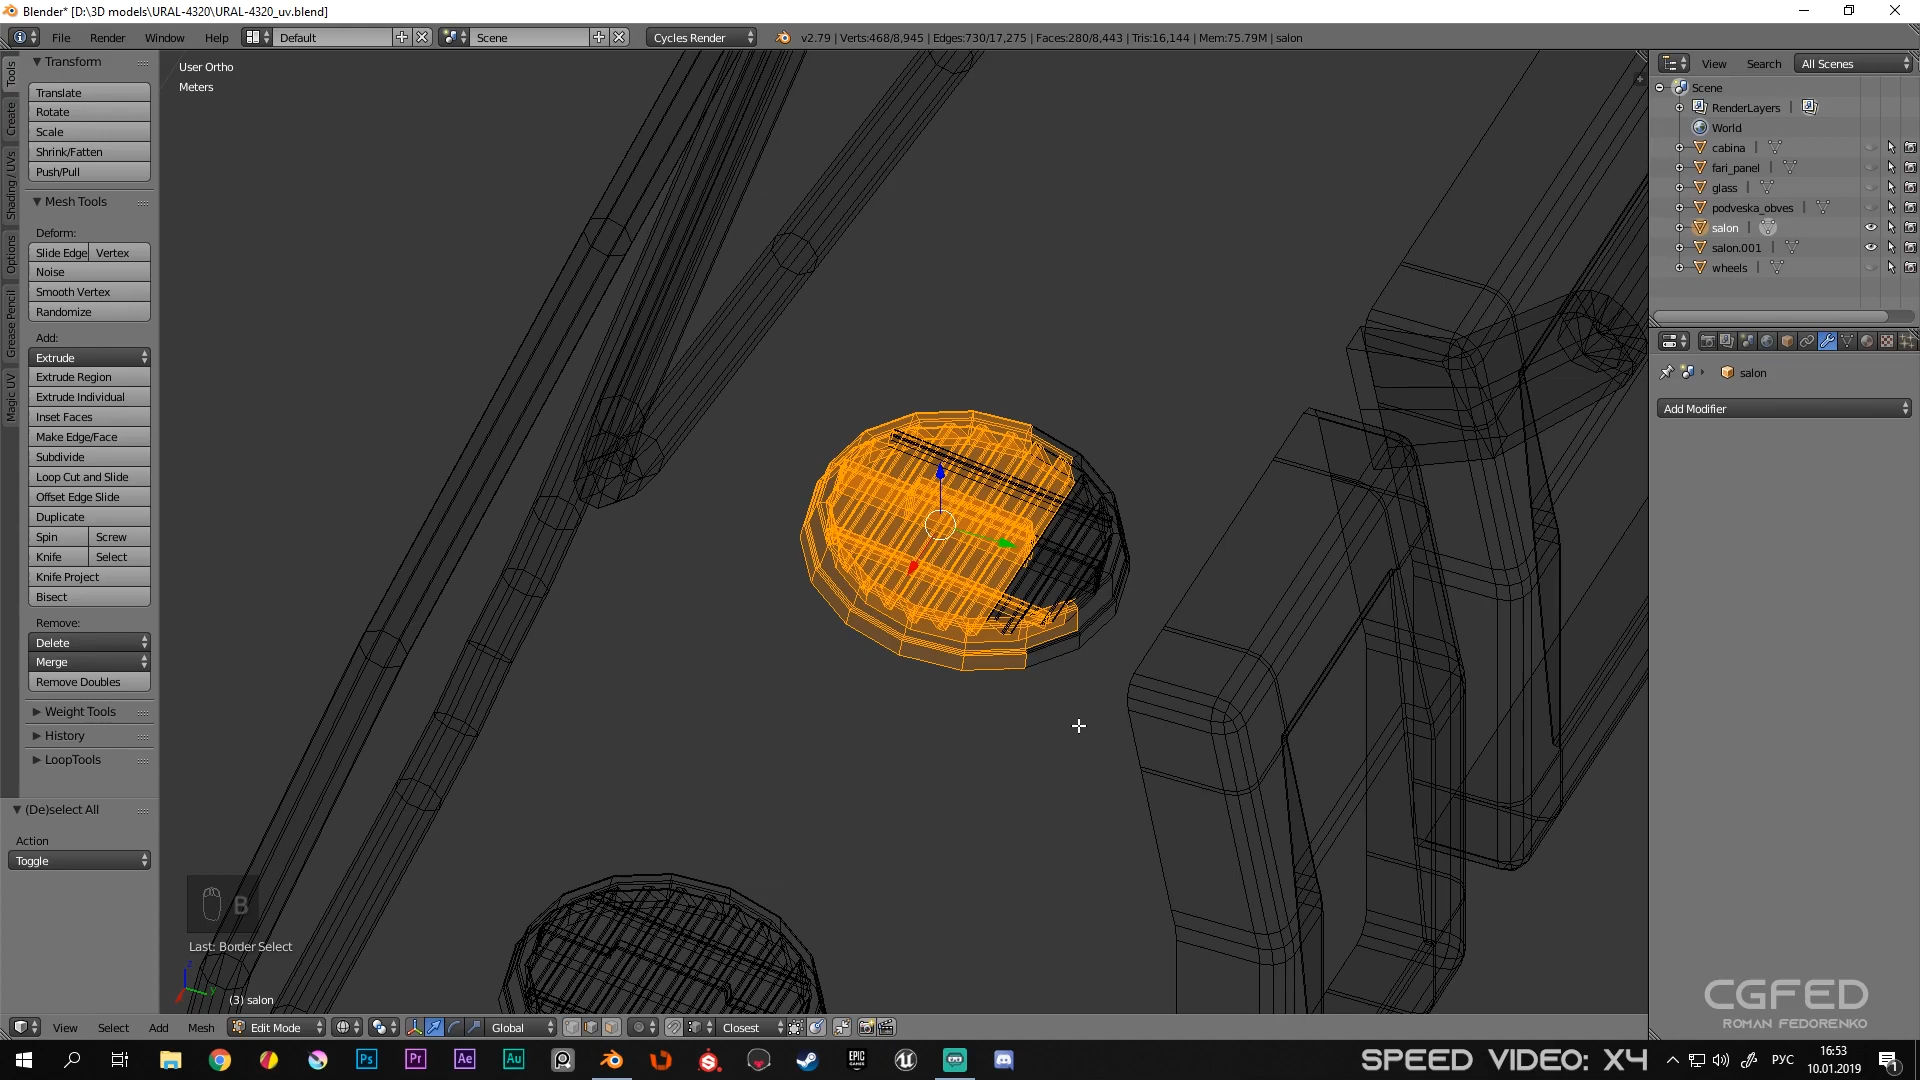 Blender* [D:\3D models\URAL-4320\URAL-4320_uv.blend]
File Render Window Help Default Scene Cycles Render v2.79 | Verts:468/8,945 | Edges:730/17,275 | Faces:280/8,443 | Tris:16,144 | Mem:75.79M | salon
Tools
Create
Shading / UVs
Options
Grease Pencil
Magic UV
Transform
Translate
Rotate
Scale
Shrink/Fatten
Push/Pull
Mesh Tools
Deform:
Slide Edge Vertex
Noise
Smooth Vertex
Randomize
Add:
Extrude
Extrude Region
Extrude Individual
Inset Faces
Make Edge/Face
Subdivide
Loop Cut and Slide
Offset Edge Slide
Duplicate
Spin Screw
Knife Select
Knife Project
Bisect
Remove:
Delete
Merge
Remove Doubles
Weight Tools
History
LoopTools
(De)select All
Action
Toggle
User Ortho
Meters
B
Last: Border Select
z
y
(3) salon
View Search All Scenes
Scene
RenderLayers
World
cabina
fari_panel
glass
podveska_obves
salon
salon.001
wheels
salon
Add Modifier
CGFED
ROMAN FEDORENKO
View Select Add Mesh Edit Mode Global Closest
Ps Pr Ae Au
EPIC GAMES
SPEED VIDEO: X4
РУС
16:53
10.01.2019
1